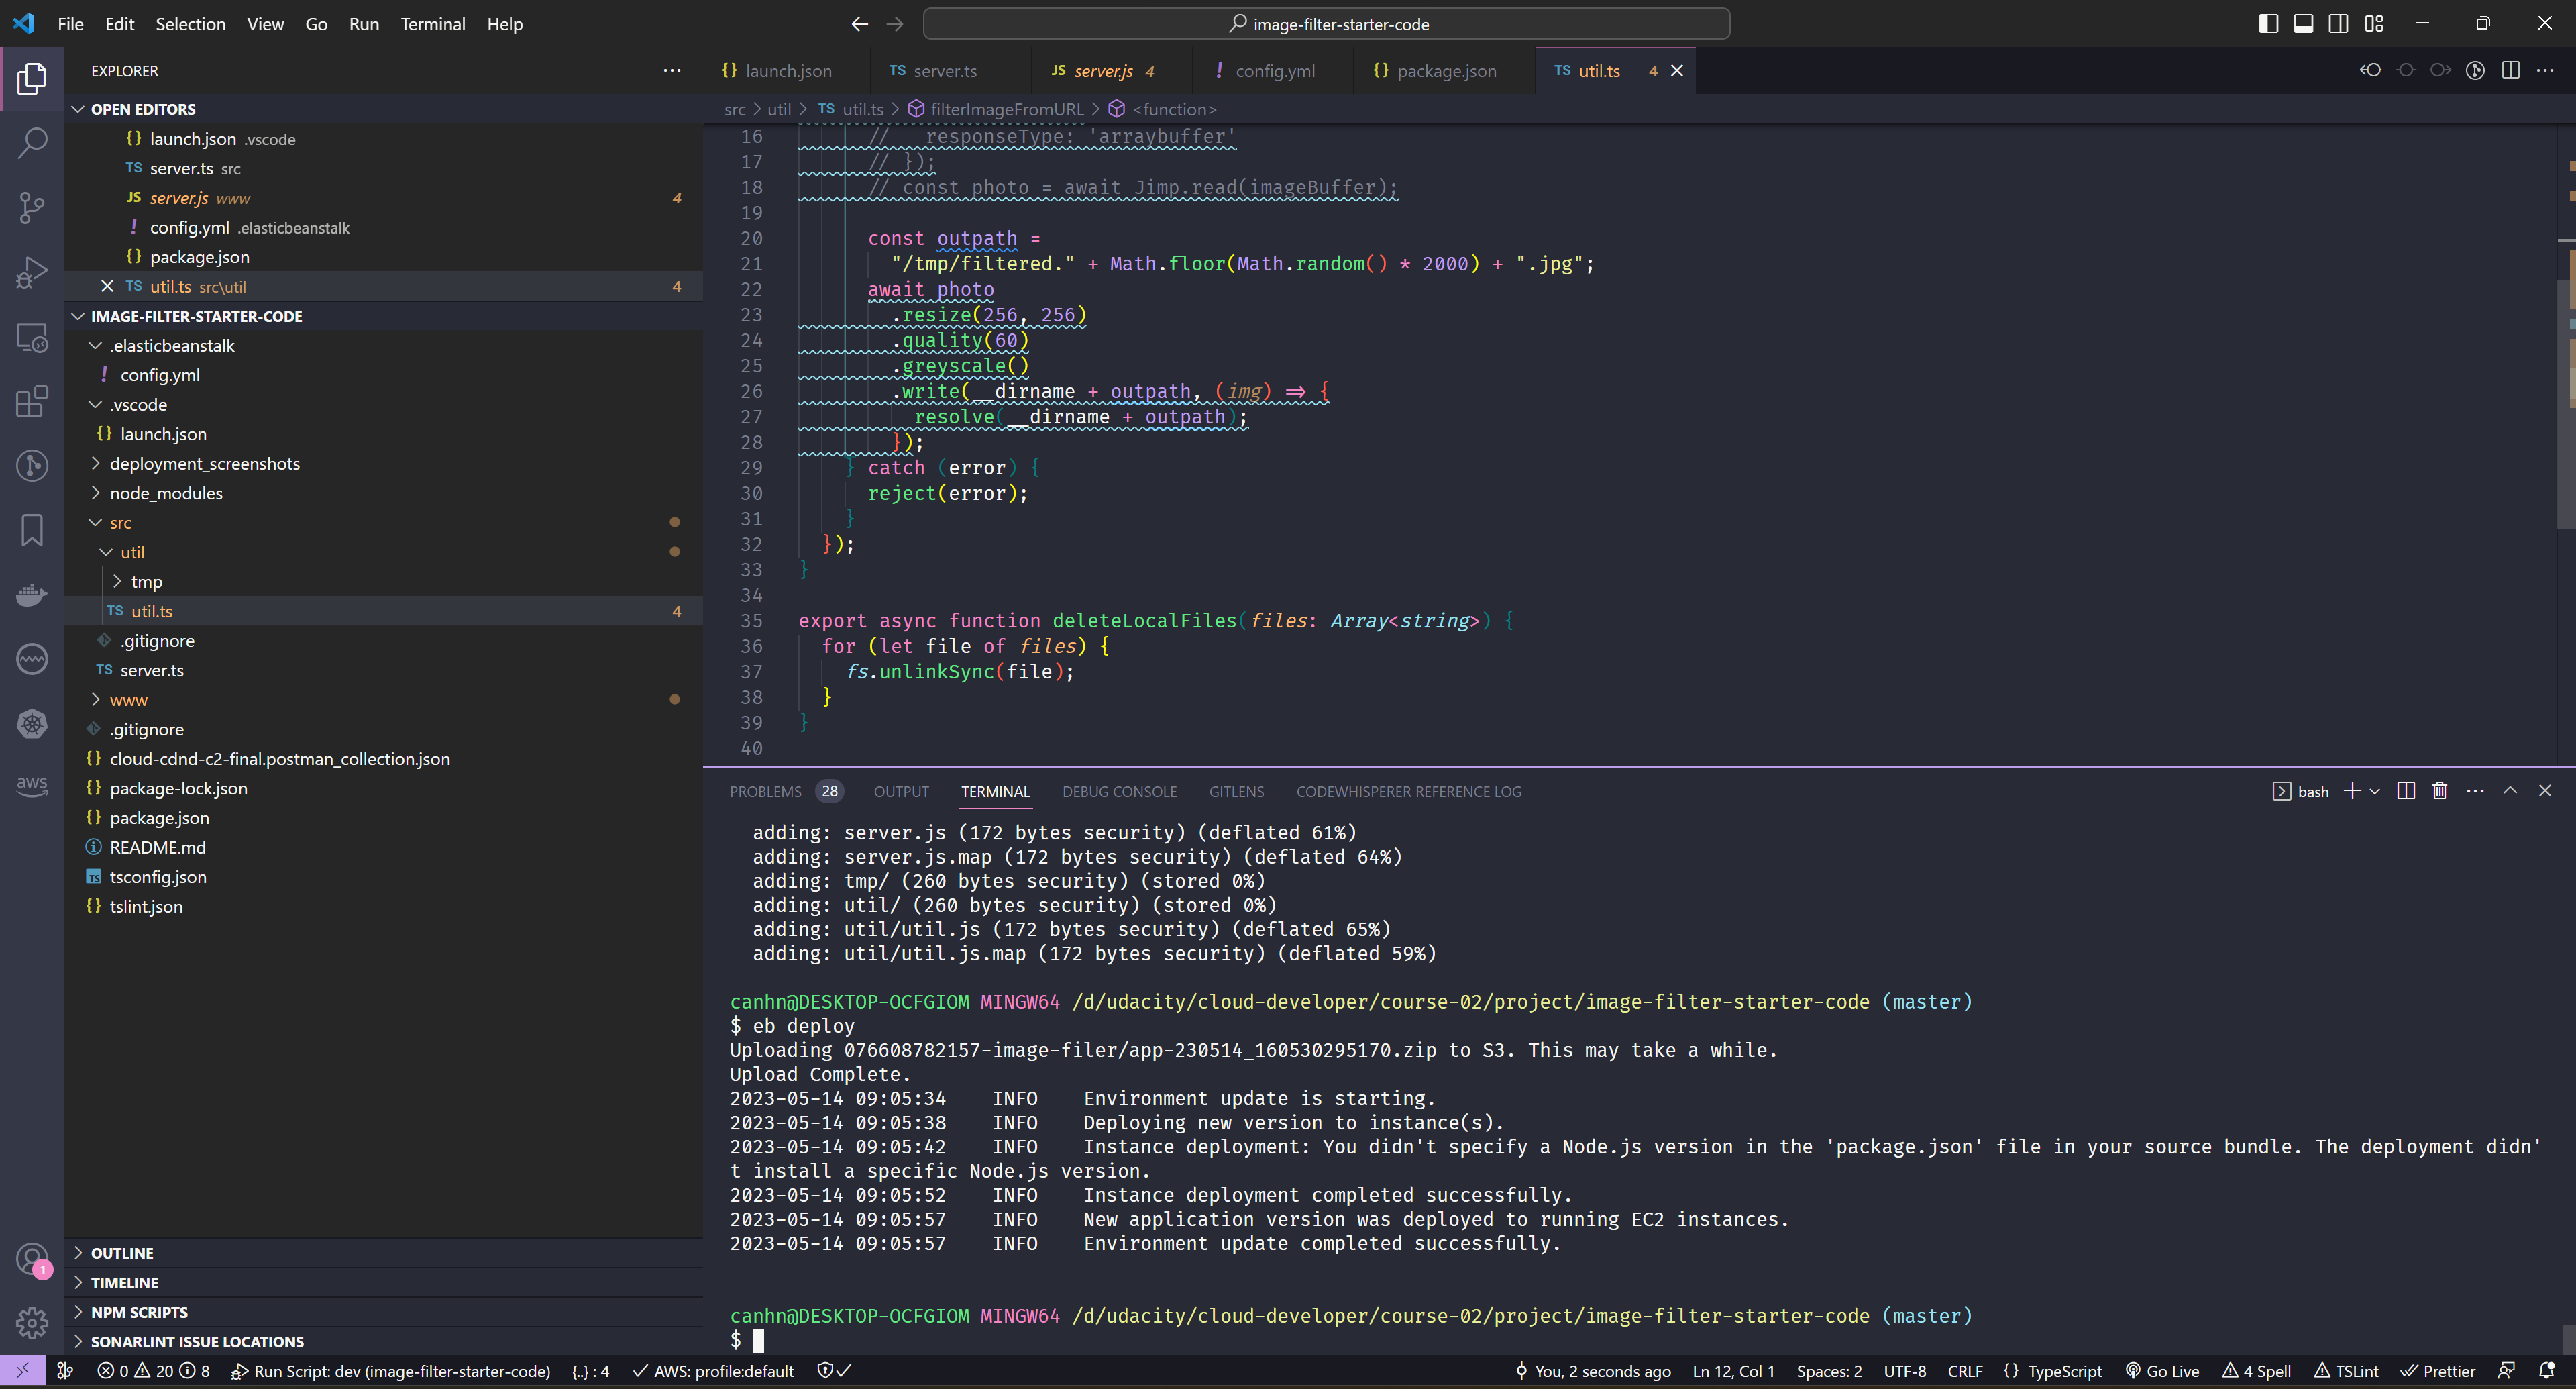 File Edit Selection View Go Run Terminal Help
image-filter-starter-code
EXPLORER
OPEN EDITORS
{} launch.json .vscode
TS server.ts src
JS server.js www 4
! config.yml .elasticbeanstalk
{} package.json
TS util.ts src\util 4
IMAGE-FILTER-STARTER-CODE
.elasticbeanstalk
! config.yml
.vscode
{} launch.json
deployment_screenshots
node_modules
src
util
tmp
TS util.ts 4
.gitignore
TS server.ts
www
.gitignore
{} cloud-cdnd-c2-final.postman_collection.json
{} package-lock.json
{} package.json
README.md
TS tsconfig.json
{} tslint.json
OUTLINE
TIMELINE
NPM SCRIPTS
SONARLINT ISSUE LOCATIONS
aws
1
{} launch.json TS server.ts JS server.js 4 ! config.yml {} package.json TS util.ts 4
src > util > TS util.ts > filterImageFromURL > <function>
16 //   responseType: 'arraybuffer'
17 // });
18 // const photo = await Jimp.read(imageBuffer);
19
20 const outpath =
21 "/tmp/filtered." + Math.floor(Math.random() * 2000) + ".jpg";
22 await photo
23 .resize(256, 256)
24 .quality(60)
25 .greyscale()
26 .write(__dirname + outpath, (img) => {
27 resolve(__dirname + outpath);
28 });
29 } catch (error) {
30 reject(error);
31 }
32 });
33 }
34
35 export async function deleteLocalFiles(files: Array<string>) {
36 for (let file of files) {
37 fs.unlinkSync(file);
38 }
39 }
40
PROBLEMS 28 OUTPUT TERMINAL DEBUG CONSOLE GITLENS CODEWHISPERER REFERENCE LOG bash
adding: server.js (172 bytes security) (deflated 61%)
adding: server.js.map (172 bytes security) (deflated 64%)
adding: tmp/ (260 bytes security) (stored 0%)
adding: util/ (260 bytes security) (stored 0%)
adding: util/util.js (172 bytes security) (deflated 65%)
adding: util/util.js.map (172 bytes security) (deflated 59%)
canhn@DESKTOP-OCFGIOM MINGW64 /d/udacity/cloud-developer/course-02/project/image-filter-starter-code (master)
$ eb deploy
Uploading 076608782157-image-filer/app-230514_160530295170.zip to S3. This may take a while.
Upload Complete.
2023-05-14 09:05:34    INFO    Environment update is starting.
2023-05-14 09:05:38    INFO    Deploying new version to instance(s).
2023-05-14 09:05:42    INFO    Instance deployment: You didn't specify a Node.js version in the 'package.json' file in your source bundle. The deployment didn'
t install a specific Node.js version.
2023-05-14 09:05:52    INFO    Instance deployment completed successfully.
2023-05-14 09:05:57    INFO    New application version was deployed to running EC2 instances.
2023-05-14 09:05:57    INFO    Environment update completed successfully.
canhn@DESKTOP-OCFGIOM MINGW64 /d/udacity/cloud-developer/course-02/project/image-filter-starter-code (master)
$
0 20 8 Run Script: dev (image-filter-starter-code) {..} : 4 AWS: profile:default You, 2 seconds ago Ln 12, Col 1 Spaces: 2 UTF-8 CRLF {} TypeScript Go Live 4 Spell TSLint Prettier